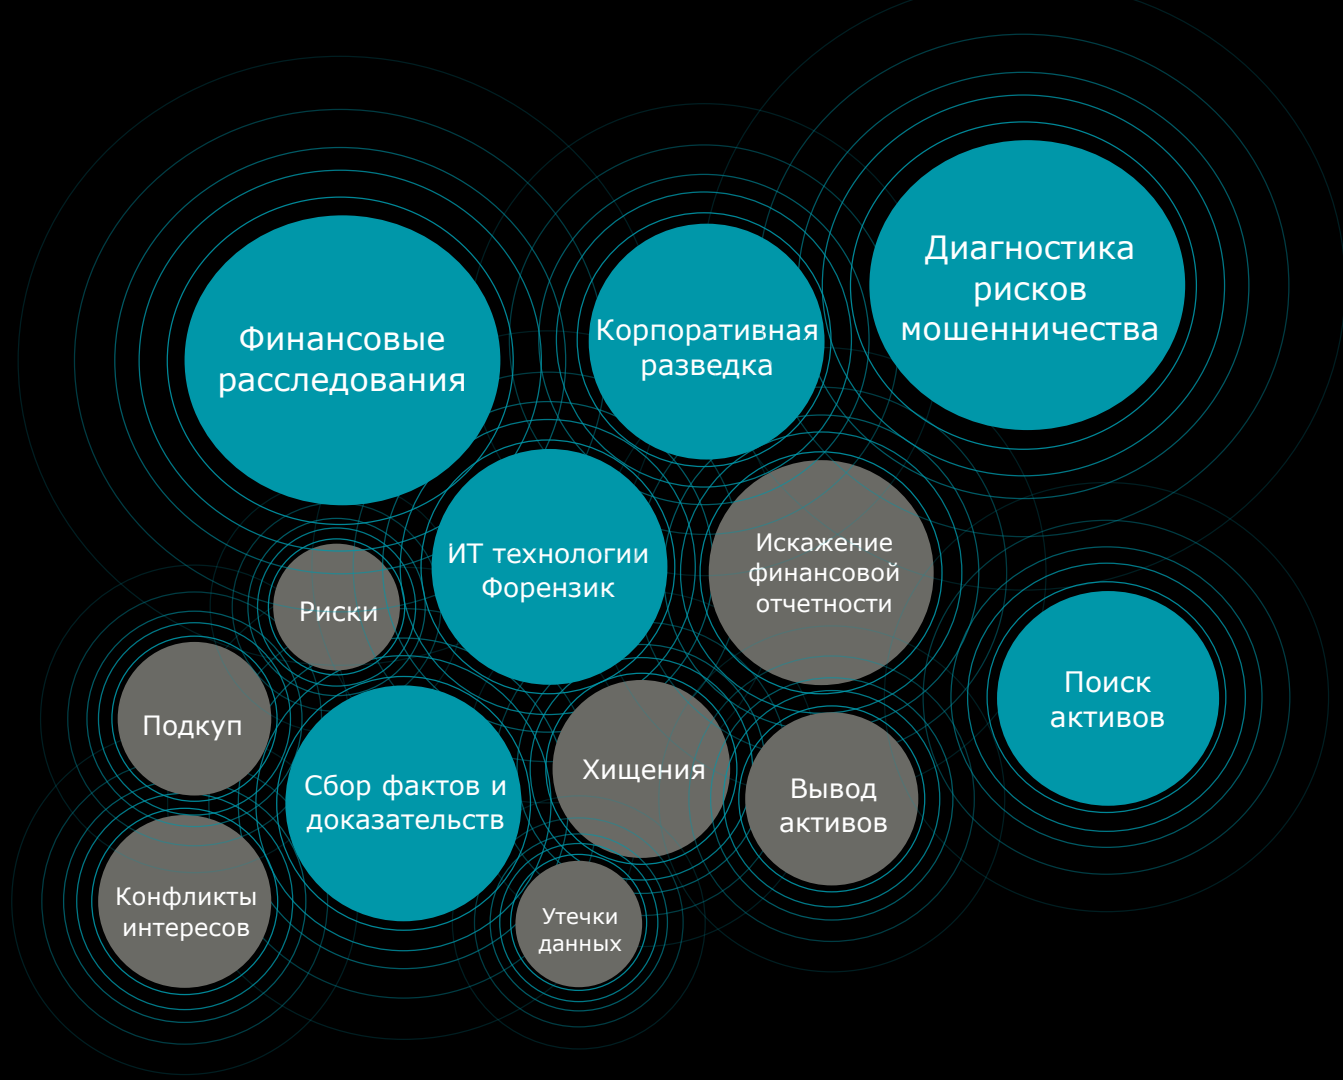 Диагностика
рисков
мошенничества
Финансовые
расследования
Корпоративная
разведка
ИТ технологии
Форензик
Искажение
финансовой
отчетности
Риски
Поиск
активов
Подкуп
Сбор фактов и
доказательств
Хищения
Вывод
активов
Конфликты
интересов
Утечки
данных